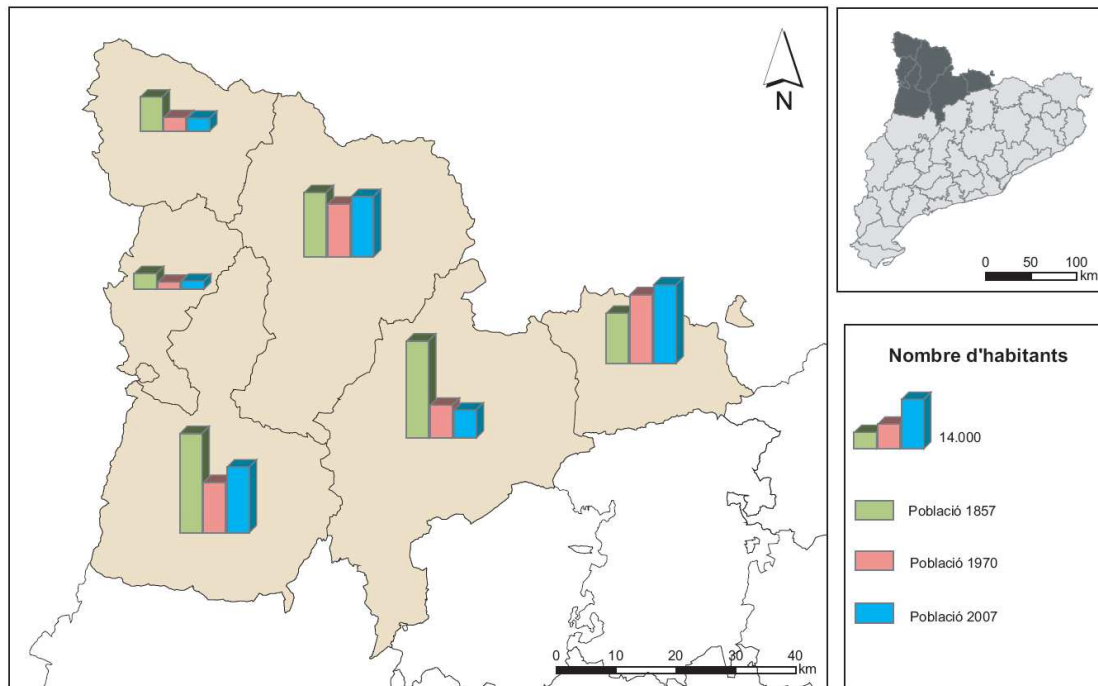 N
0 10 20 30 40
km
0 50 100
km
Nombre d'habitants
14.000
Població 1857
Població 1970
Població 2007